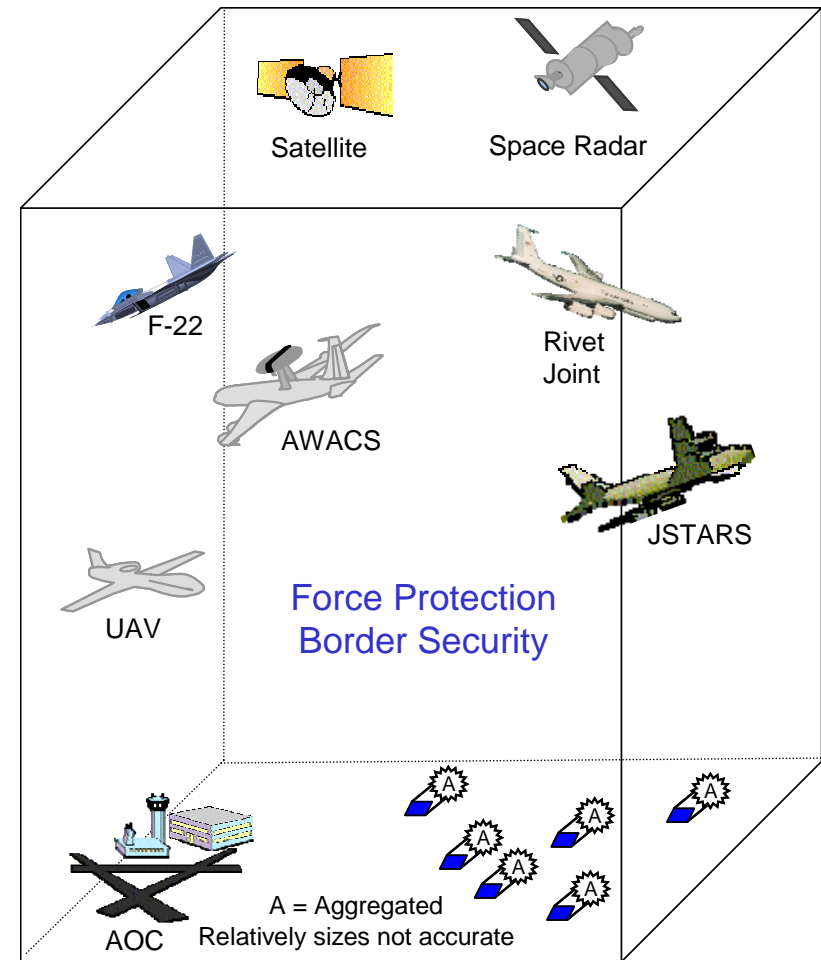 Satellite
Space Radar
F-22
Rivet
Joint
AWACS
JSTARS
UAV
Force Protection
Border Security
A
A
A
A
A
A
A
A = Aggregated
Relatively sizes not accurate
AOC